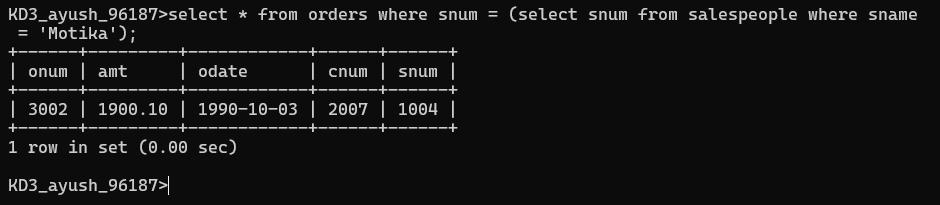 KD3_ayush_96187>select * from orders where snum = (select snum from salespeople where sname
 = 'Motika');
+------+---------+------------+------+------+
| onum | amt     | odate      | cnum | snum |
+------+---------+------------+------+------+
| 3002 | 1900.10 | 1990-10-03 | 2007 | 1004 |
+------+---------+------------+------+------+
1 row in set (0.00 sec)
KD3_ayush_96187>